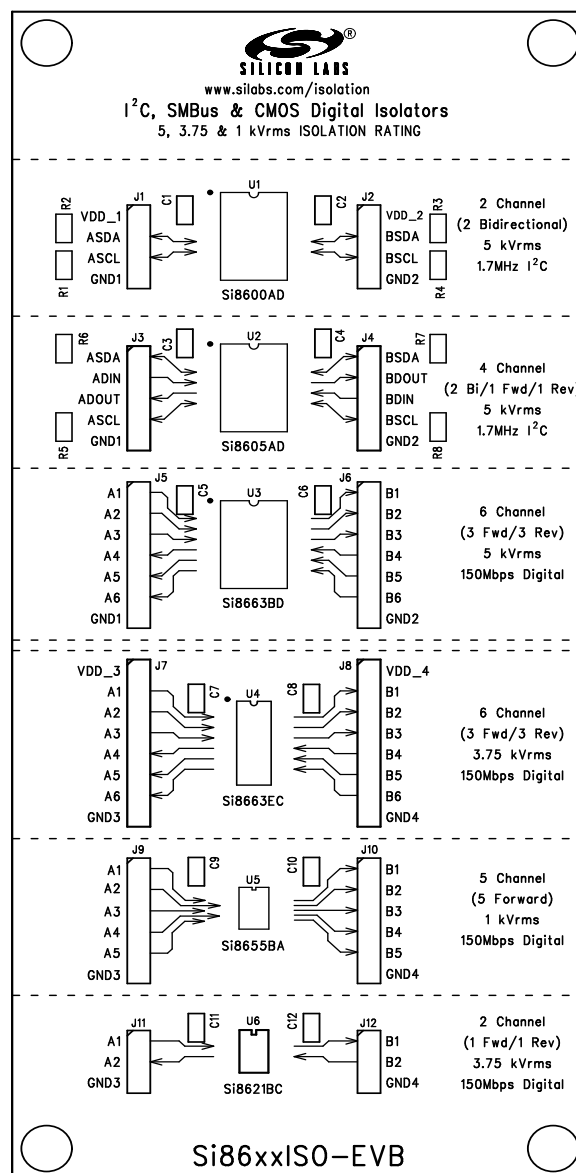 ®
SILICON LABS
www.silabs.com/isolation
I²C, SMBus & CMOS Digital Isolators
5, 3.75 & 1 kVrms ISOLATION RATING
R2
J1
C1
U1
C2
J2
R3
VDD_1
VDD_2
ASDA
BSDA
ASCL
BSCL
GND1
GND2
R1
R4
Si8600AD
2 Channel
(2 Bidirectional)
5 kVrms
1.7MHz I²C
R6
J3
C3
U2
C4
J4
R7
ASDA
BSDA
ADIN
BDOUT
ADOUT
BDIN
ASCL
BSCL
GND1
GND2
R5
R8
Si8605AD
4 Channel
(2 Bi/1 Fwd/1 Rev)
5 kVrms
1.7MHz I²C
J5
C5
U3
C6
J6
A1
B1
A2
B2
A3
B3
A4
B4
A5
B5
A6
B6
GND1
GND2
Si8663BD
6 Channel
(3 Fwd/3 Rev)
5 kVrms
150Mbps Digital
J7
C7
U4
C8
J8
VDD_3
VDD_4
A1
B1
A2
B2
A3
B3
A4
B4
A5
B5
A6
B6
GND3
GND4
Si8663EC
6 Channel
(3 Fwd/3 Rev)
3.75 kVrms
150Mbps Digital
J9
C9
U5
C10
J10
A1
B1
A2
B2
A3
B3
A4
B4
A5
B5
GND3
GND4
Si8655BA
5 Channel
(5 Forward)
1 kVrms
150Mbps Digital
J11
C11
U6
C12
J12
A1
B1
A2
B2
GND3
GND4
Si8621BC
2 Channel
(1 Fwd/1 Rev)
3.75 kVrms
150Mbps Digital
Si86xxISO-EVB